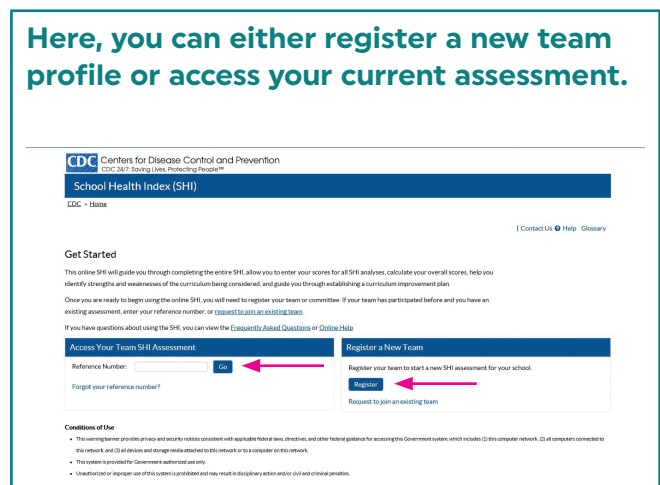 Here, you can either register a new team
profile or access your current assessment.
CDC Centers for Disease Control and Prevention
CDC 24/7: Saving Lives, Protecting People™
School Health Index (SHI)
CDC > Home
| Contact Us Help Glossary
Get Started
This online SHI will guide you through completing the entire SHI, allow you to enter your scores for all SHI analyses, calculate your overall scores, help you
identify strengths and weaknesses of the curriculum being considered, and guide you through establishing a curriculum improvement plan.
Once you are ready to begin using the online SHI, you will need to register your team or committee. If your team has participated before and you have an
existing assessment, enter your reference number, or request to join an existing team.
If you have questions about using the SHI, you can view the Frequently Asked Questions or Online Help.
Access Your Team SHI Assessment
Reference Number: Go
Forgot your reference number?
Register a New Team
Register your team to start a new SHI assessment for your school.
Register
Request to join an existing team
Conditions of Use
• This warning banner provides privacy and security notices consistent with applicable federal laws, directives, and other federal guidance for accessing this Government system, which includes (1) this computer network, (2) all computers connected to
this network, and (3) all devices and storage media attached to this network or to a computer on this network.
• This system is provided for Government-authorized use only.
• Unauthorized or improper use of this system is prohibited and may result in disciplinary action and/or civil and criminal penalties.